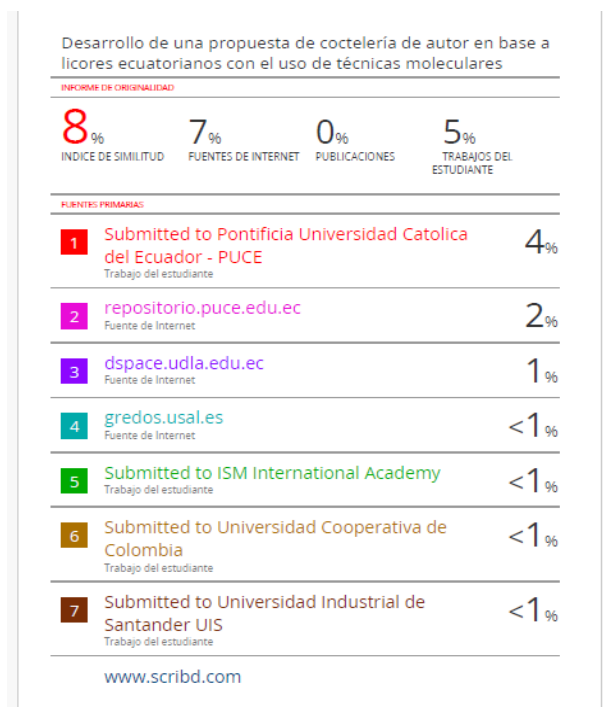 Desarrollo de una propuesta de coctelería de autor en base a
licores ecuatorianos con el uso de técnicas moleculares
INFORME DE ORIGINALIDAD
8%
INDICE DE SIMILITUD
7%
FUENTES DE INTERNET
0%
PUBLICACIONES
5%
TRABAJOS DEL
ESTUDIANTE
FUENTES PRIMARIAS
1
Submitted to Pontificia Universidad Catolica
del Ecuador - PUCE
Trabajo del estudiante
4%
2
repositorio.puce.edu.ec
Fuente de Internet
2%
3
dspace.udla.edu.ec
Fuente de Internet
1%
4
gredos.usal.es
Fuente de Internet
<1%
5
Submitted to ISM International Academy
Trabajo del estudiante
<1%
6
Submitted to Universidad Cooperativa de
Colombia
Trabajo del estudiante
<1%
7
Submitted to Universidad Industrial de
Santander UIS
Trabajo del estudiante
<1%
www.scribd.com